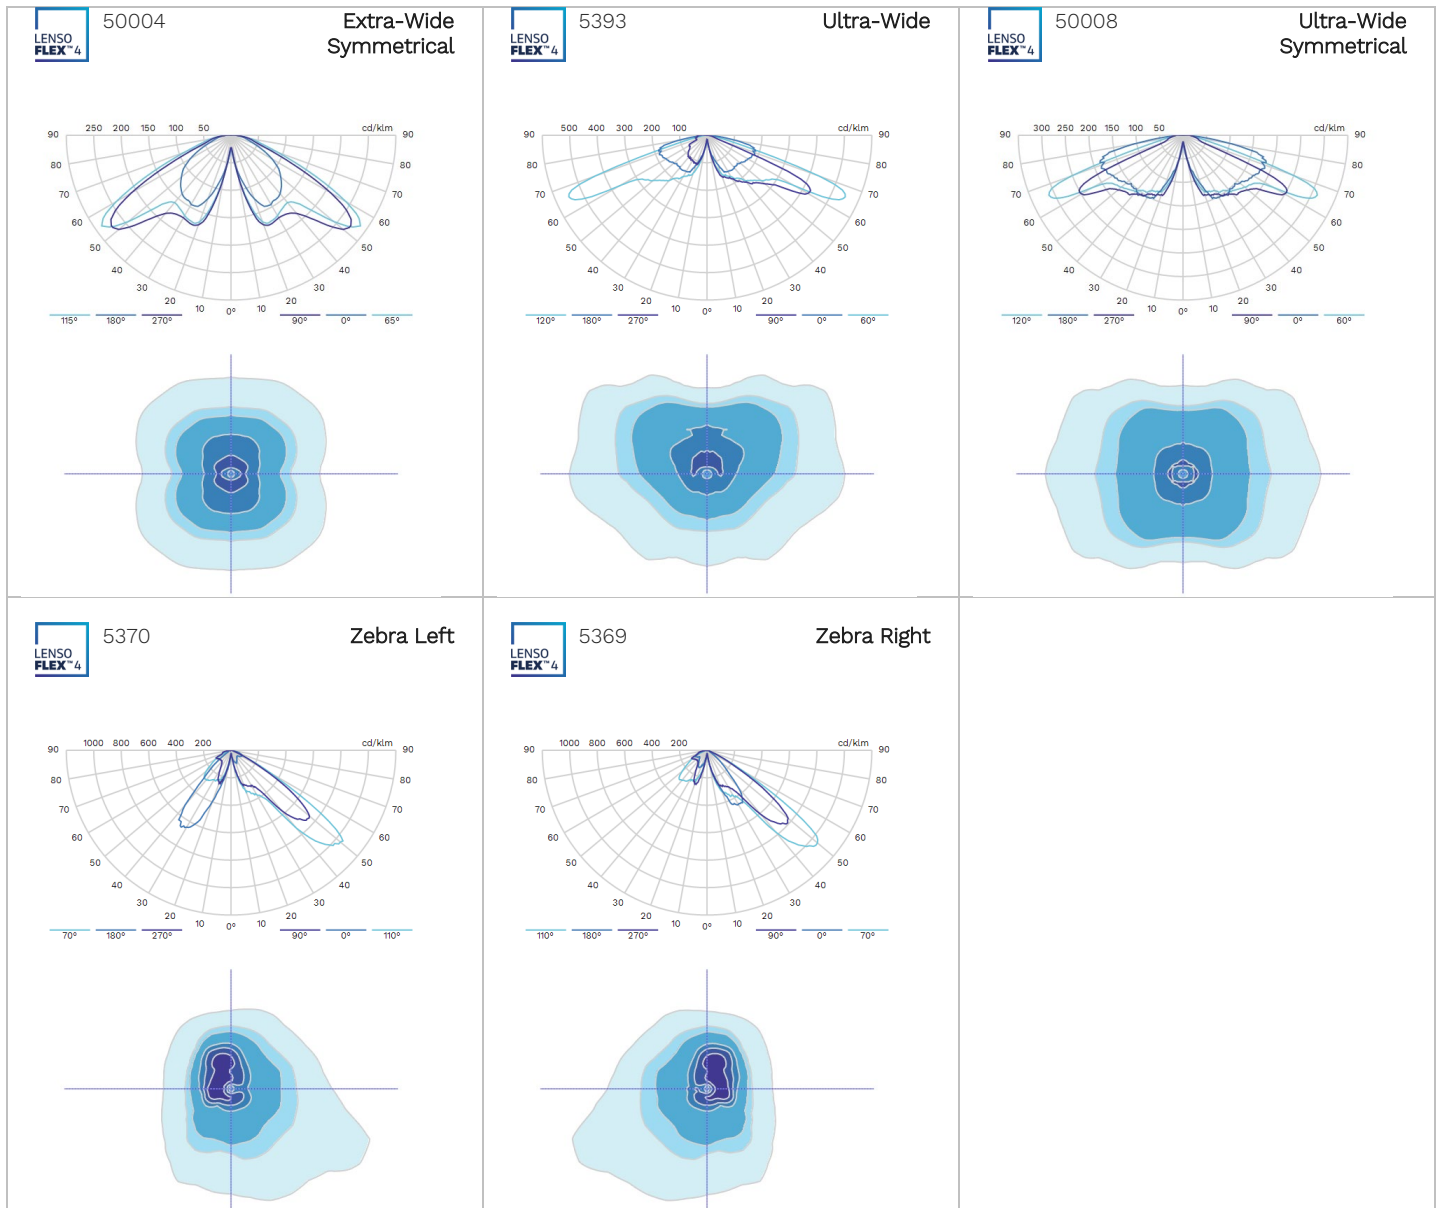 50004
Extra-Wide
Symmetrical
LENSO
FLEX™4
250 200 150 100 50 cd/klm
90 90
80 80
70 70
60 60
50 50
40 40
30 30
20 20
10 10
0°
115° 180° 270° 90° 0° 65°
5393
Ultra-Wide
LENSO
FLEX™4
500 400 300 200 100 cd/klm
90 90
80 80
70 70
60 60
50 50
40 40
30 30
20 20
10 10
0°
120° 180° 270° 90° 0° 60°
50008
Ultra-Wide
Symmetrical
LENSO
FLEX™4
300 250 200 150 100 50 cd/klm
90 90
80 80
70 70
60 60
50 50
40 40
30 30
20 20
10 10
0°
120° 180° 270° 90° 0° 60°
5370
Zebra Left
LENSO
FLEX™4
1000 800 600 400 200 cd/klm
90 90
80 80
70 70
60 60
50 50
40 40
30 30
20 20
10 10
0°
70° 180° 270° 90° 0° 110°
5369
Zebra Right
LENSO
FLEX™4
1000 800 600 400 200 cd/klm
90 90
80 80
70 70
60 60
50 50
40 40
30 30
20 20
10 10
0°
110° 180° 270° 90° 0° 70°